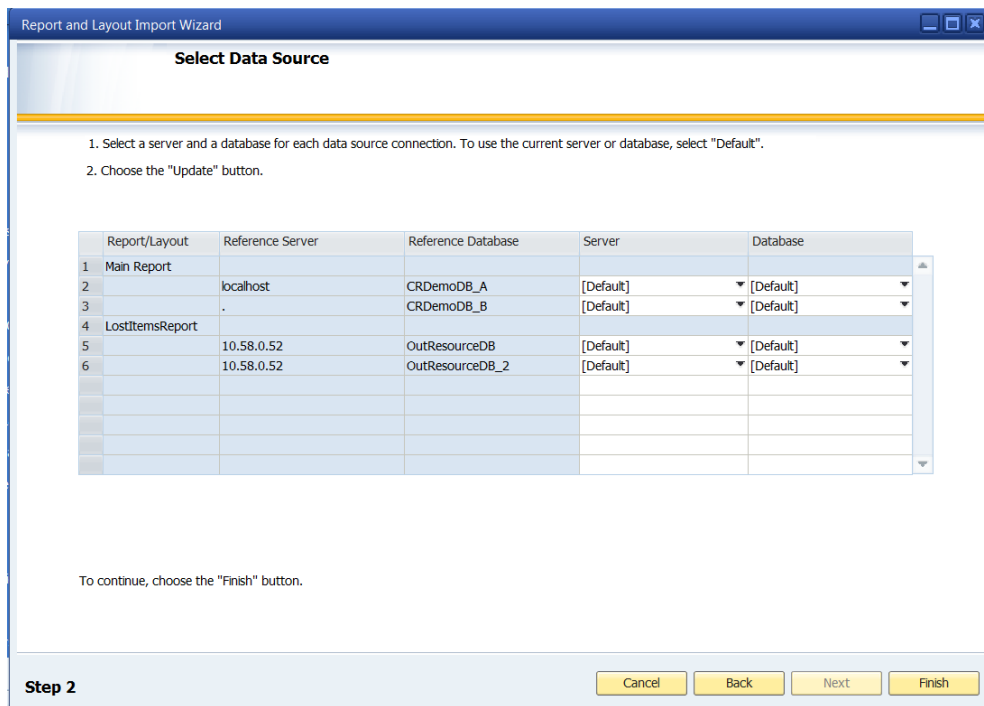 Report and Layout Import Wizard
Select Data Source
1. Select a server and a database for each data source connection. To use the current server or database, select "Default".
2. Choose the "Update" button.
Report/Layout Reference Server Reference Database Server Database
1 Main Report
2 localhost CRDemoDB_A [Default] [Default]
3 . CRDemoDB_B [Default] [Default]
4 LostItemsReport
5 10.58.0.52 OutResourceDB [Default] [Default]
6 10.58.0.52 OutResourceDB_2 [Default] [Default]
To continue, choose the "Finish" button.
Step 2 Cancel Back Next Finish